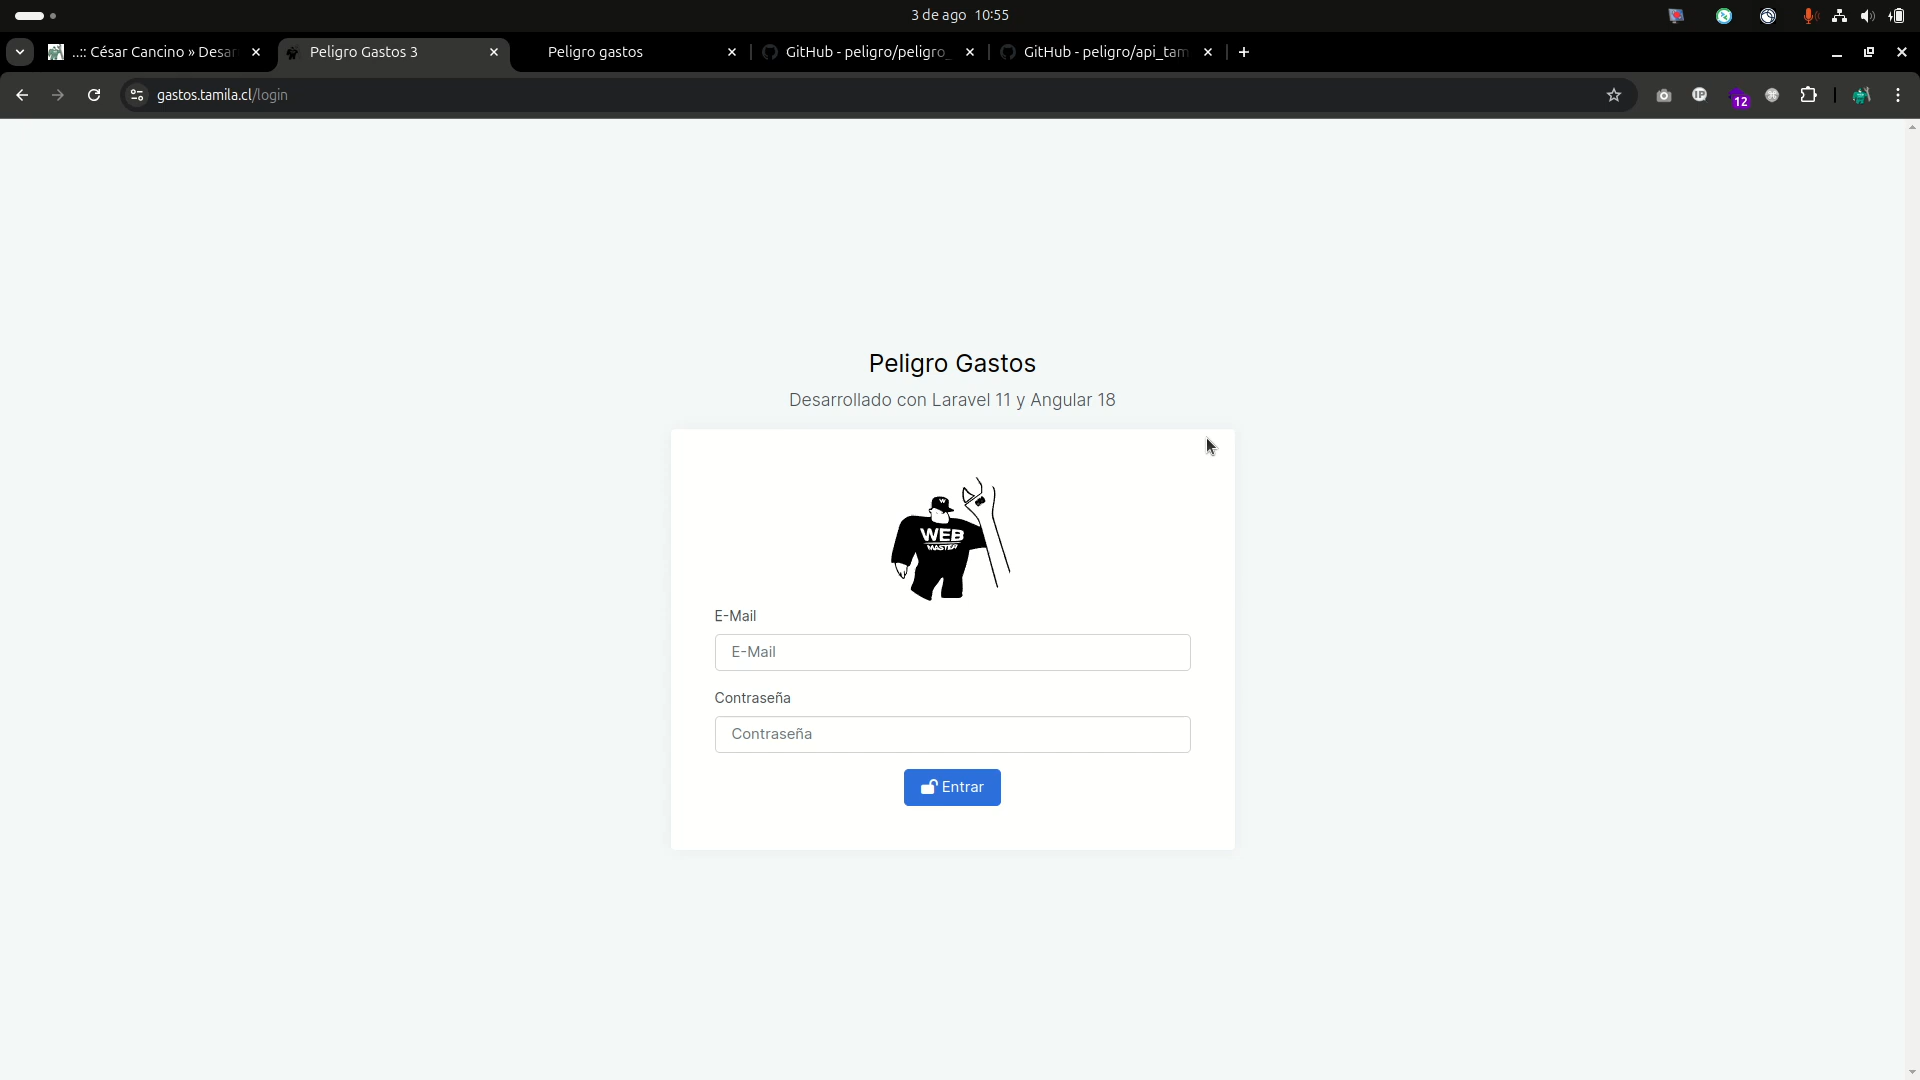 3 de ago 10:55
..:: César Cancino » Desar
Peligro Gastos 3
Peligro gastos
GitHub - peligro/peligro_
GitHub - peligro/api_tam
gastos.tamila.cl/login
IP
12
Peligro Gastos
Desarrollado con Laravel 11 y Angular 18
W
WEB
MASTER
E-Mail
E-Mail
Contraseña
Contraseña
Entrar